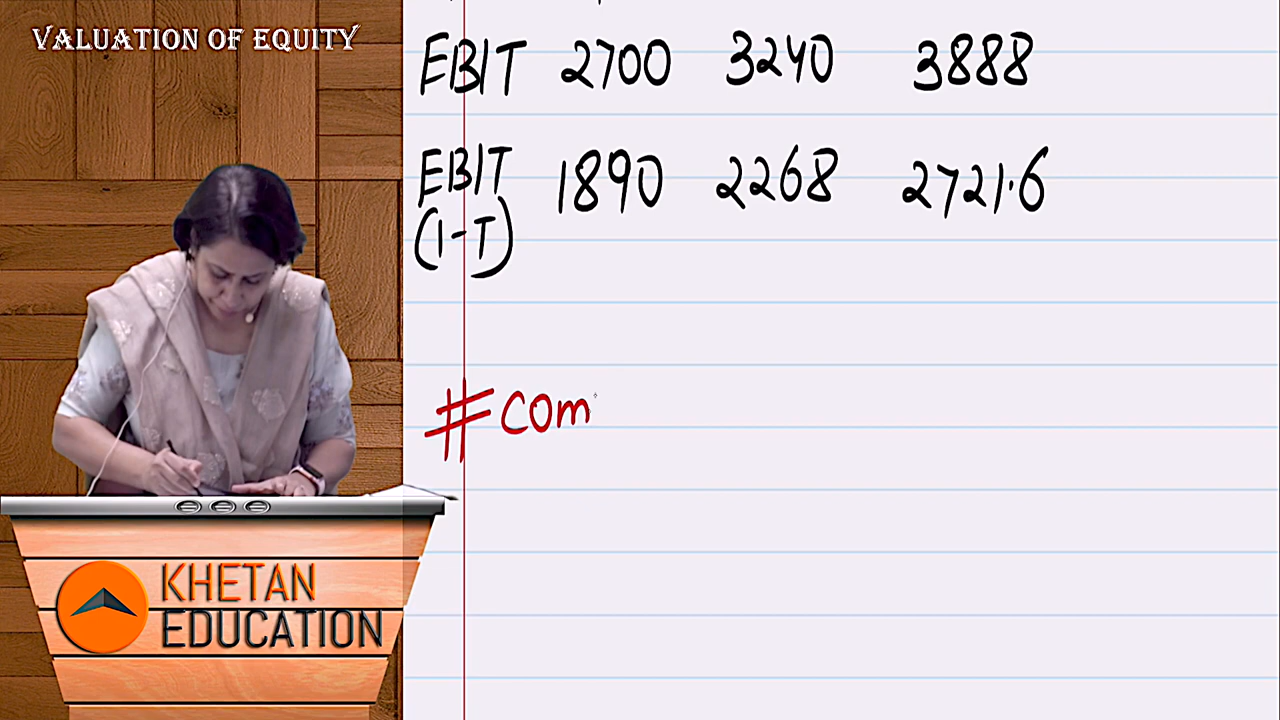 VALUATION OF EQUITY
EBIT 2700 3240 3888
EBIT 1890 2268 2721.6
(1-T)
#com
KHETAN
EDUCATION